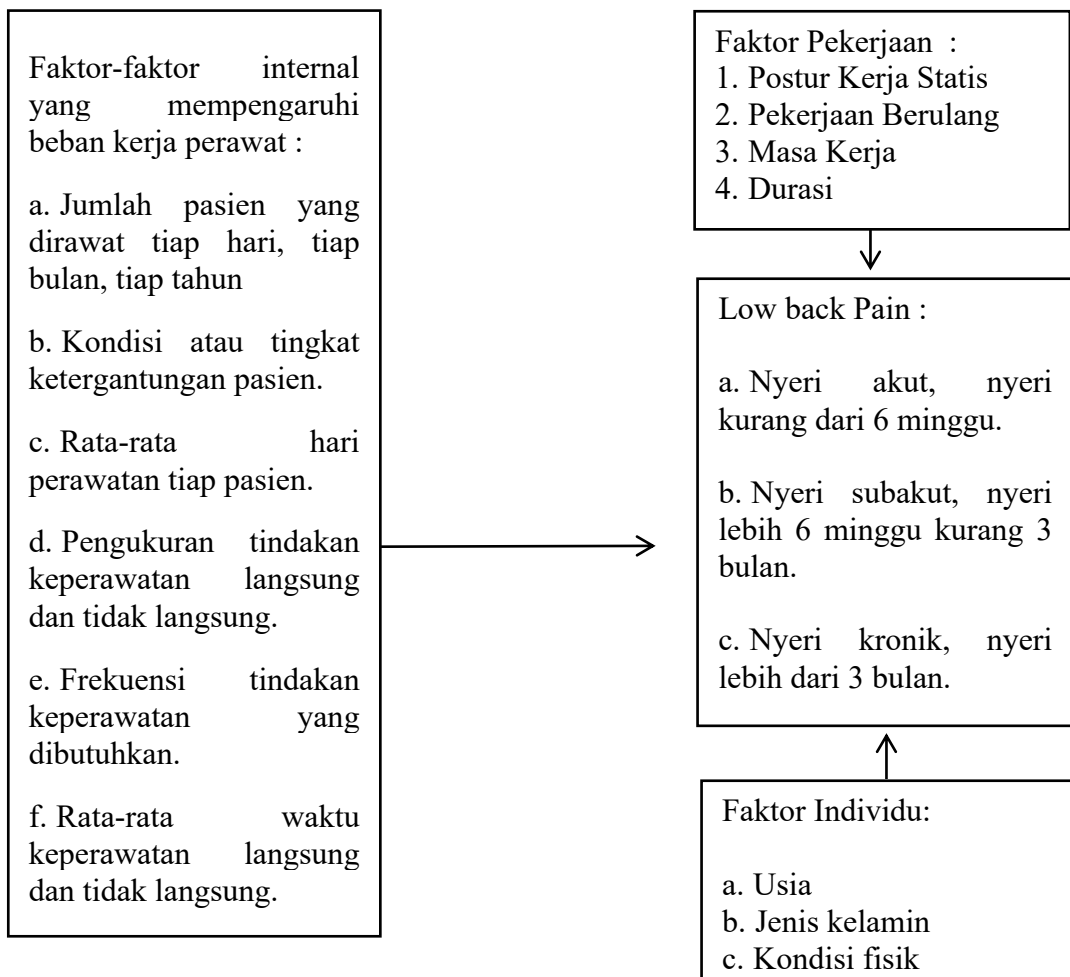 Faktor-faktor internal
yang mempengaruhi
beban kerja perawat :
a. Jumlah pasien yang
dirawat tiap hari, tiap
bulan, tiap tahun
b. Kondisi atau tingkat
ketergantungan pasien.
c. Rata-rata hari
perawatan tiap pasien.
d. Pengukuran tindakan
keperawatan langsung
dan tidak langsung.
e. Frekuensi tindakan
keperawatan yang
dibutuhkan.
f. Rata-rata waktu
keperawatan langsung
dan tidak langsung.
Faktor Pekerjaan :
1. Postur Kerja Statis
2. Pekerjaan Berulang
3. Masa Kerja
4. Durasi
Low back Pain :
a. Nyeri akut, nyeri
kurang dari 6 minggu.
b. Nyeri subakut, nyeri
lebih 6 minggu kurang 3
bulan.
c. Nyeri kronik, nyeri
lebih dari 3 bulan.
Faktor Individu:
a. Usia
b. Jenis kelamin
c. Kondisi fisik